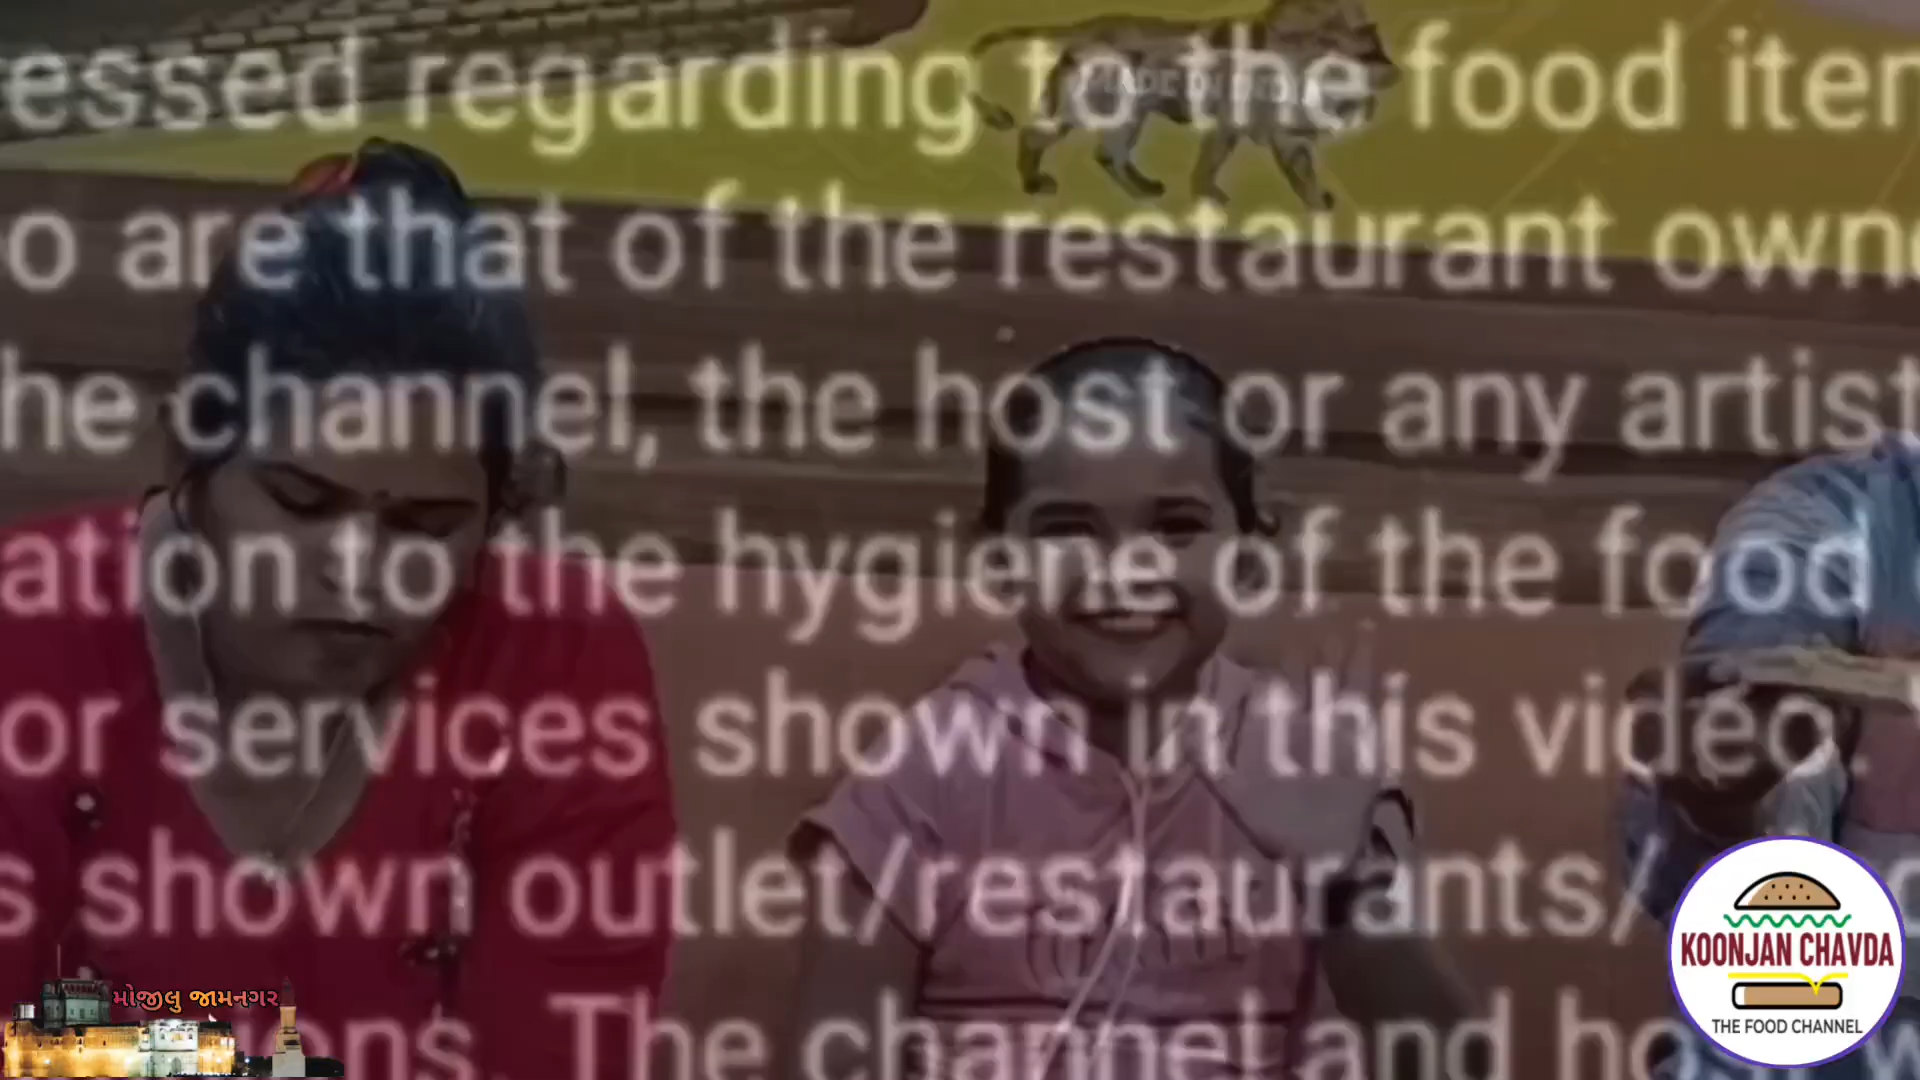 essed regarding to the food iten
o are that of the restaurant own
he channel, the host or any artist
ation to the hygiene of the food
or services shown in this video.
s shown outlet/restaurants/
ons. The channel and ho
મોજીલુ જામનગર
KOONJAN CHAVDA
THE FOOD CHANNEL